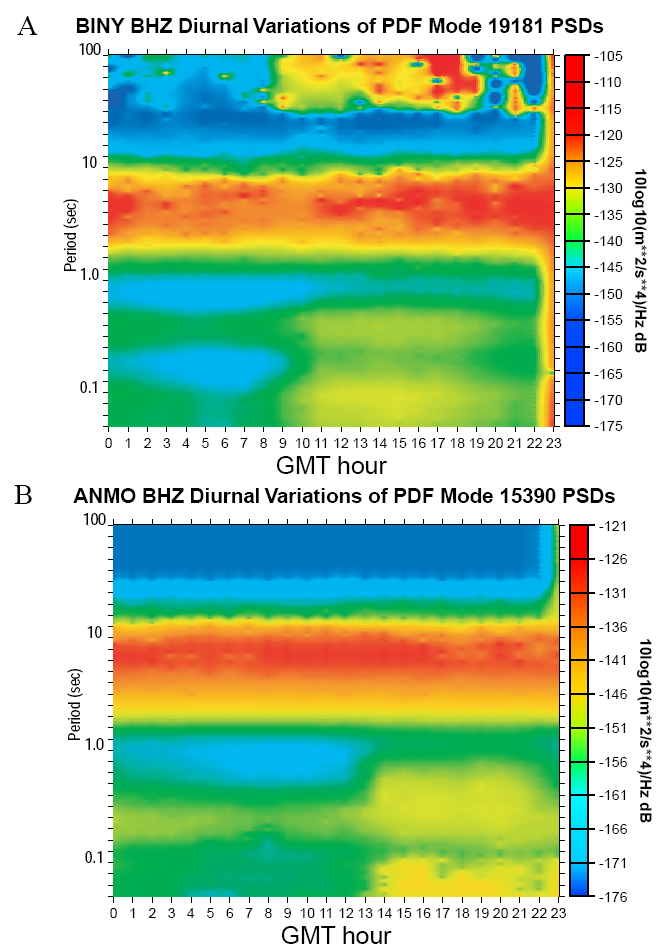 A
BINY BHZ Diurnal Variations of PDF Mode 19181 PSDs
100
10
1.0
0.1
Period (sec)
0 1 2 3 4 5 6 7 8 9 10 11 12 13 14 15 16 17 18 19 20 21 22 23
GMT hour
-105
-110
-115
-120
-125
-130
-135
-140
-145
-150
-155
-160
-165
-170
-175
10log10(m**2/s**4)/Hz dB
B
ANMO BHZ Diurnal Variations of PDF Mode 15390 PSDs
100
10
1.0
0.1
Period (sec)
0 1 2 3 4 5 6 7 8 9 10 11 12 13 14 15 16 17 18 19 20 21 22 23
GMT hour
-121
-126
-131
-136
-141
-146
-151
-156
-161
-166
-171
-176
10log10(m**2/s**4)/Hz dB